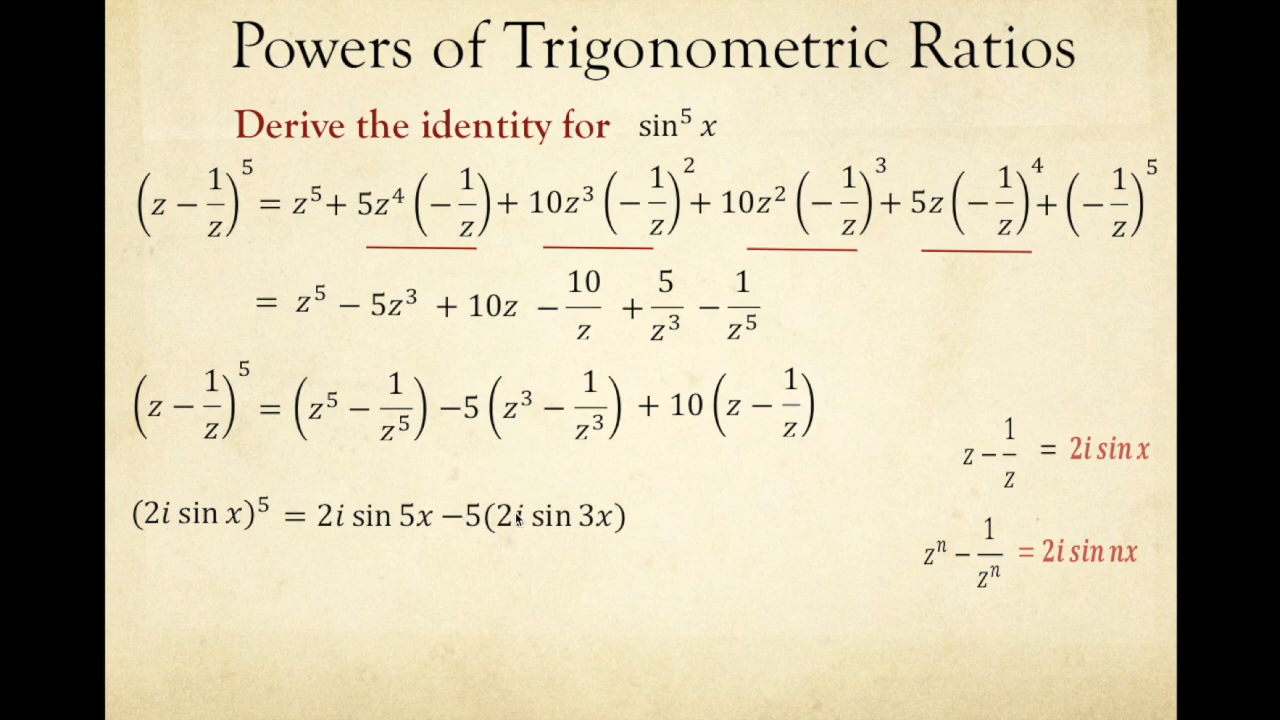 Powers of Trigonometric Ratios
Derive the identity for sin⁵ x
(z − 1/z)⁵ = z⁵ + 5z⁴ (−1/z) + 10z³ (−1/z)² + 10z² (−1/z)³ + 5z (−1/z)⁴ + (−1/z)⁵
= z⁵ − 5z³ + 10z − 10/z + 5/z³ − 1/z⁵
(z − 1/z)⁵ = (z⁵ − 1/z⁵) −5 (z³ − 1/z³) + 10 (z − 1/z)
z − 1/z = 2i sin x
(2i sin x)⁵ = 2i sin 5x −5(2i sin 3x)
zⁿ − 1/zⁿ = 2i sin nx